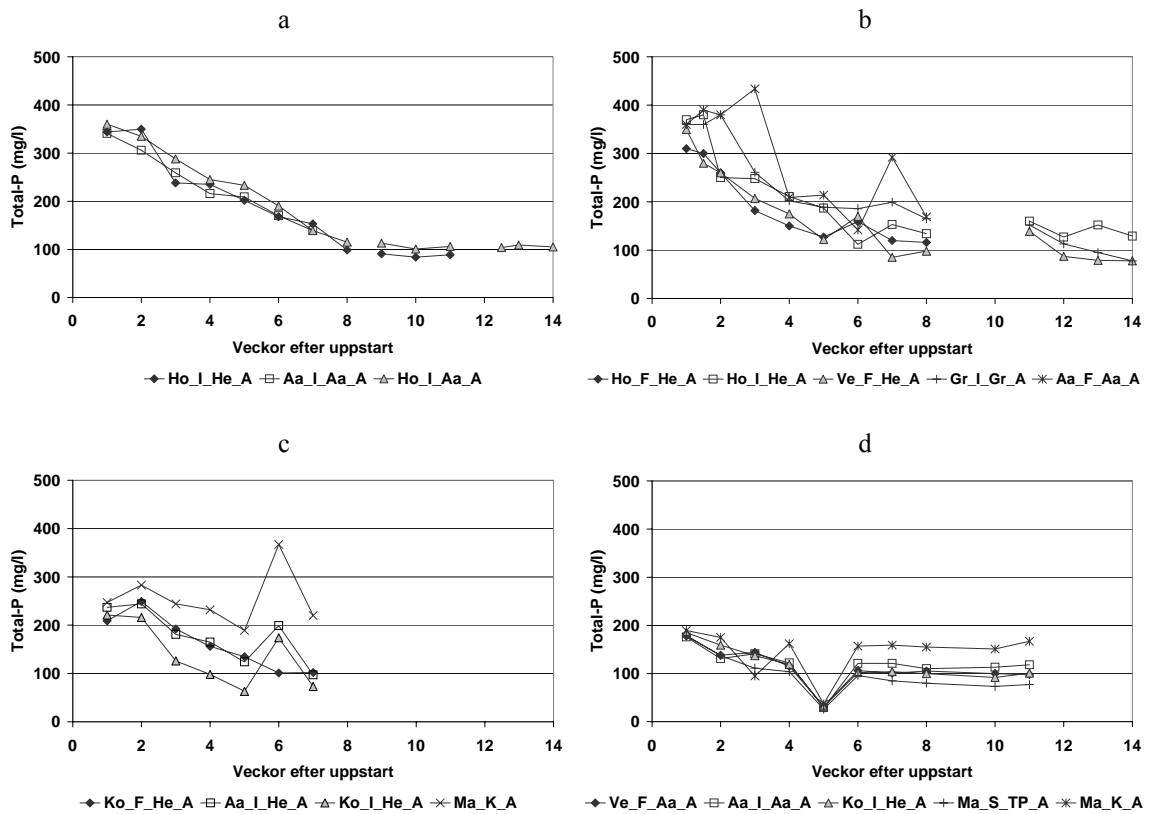 a
500
400
300
200
100
0
Total-P (mg/l)
0 2 4 6 8 10 12 14
Veckor efter uppstart
Ho_I_He_A Aa_I_Aa_A Ho_I_Aa_A
b
500
400
300
200
100
0
Total-P (mg/l)
0 2 4 6 8 10 12 14
Veckor efter uppstart
Ho_F_He_A Ho_I_He_A Ve_F_He_A Gr_I_Gr_A Aa_F_Aa_A
c
500
400
300
200
100
0
Total-P (mg/l)
0 2 4 6 8 10 12 14
Veckor efter uppstart
Ko_F_He_A Aa_I_He_A Ko_I_He_A Ma_K_A
d
500
400
300
200
100
0
Total-P (mg/l)
0 2 4 6 8 10 12 14
Veckor efter uppstart
Ve_F_Aa_A Aa_I_Aa_A Ko_I_He_A Ma_S_TP_A Ma_K_A